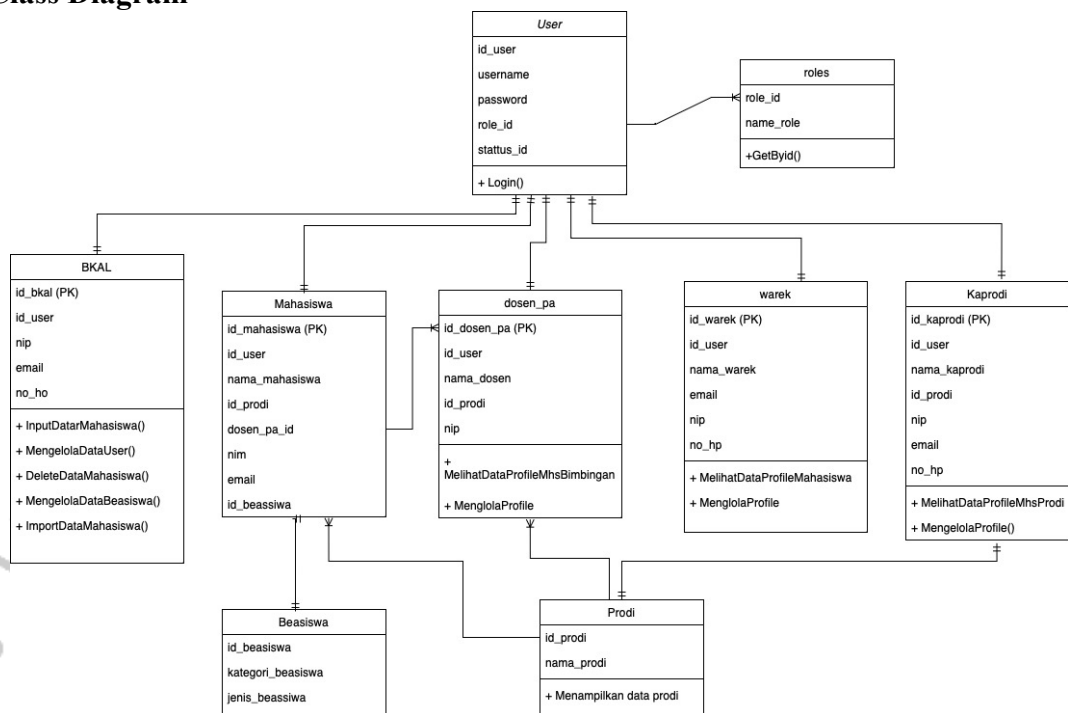 Class Diagram
User
id_user
username
password
role_id
stattus_id
+ Login()
roles
role_id
name_role
+GetByid()
BKAL
id_bkal (PK)
id_user
nip
email
no_ho
+ InputDatarMahasiswa()
+ MengelolaDataUser()
+ DeleteDataMahasiswa()
+ MengelolaDataBeasiswa()
+ ImportDataMahasiswa()
Mahasiswa
id_mahasiswa (PK)
id_user
nama_mahasiswa
id_prodi
dosen_pa_id
nim
email
id_beassiwa
dosen_pa
id_dosen_pa (PK)
id_user
nama_dosen
id_prodi
nip
+
MelihatDataProfileMhsBimbingan
+ MenglolaProfile
warek
id_warek (PK)
id_user
nama_warek
email
nip
no_hp
+ MelihatDataProfileMahasiswa
+ MenglolaProfile
Kaprodi
id_kaprodi (PK)
id_user
nama_kaprodi
id_prodi
nip
email
no_hp
+ MelihatDataProfileMhsProdi
+ MengelolaProfile()
Beasiswa
id_beasiswa
kategori_beasiswa
jenis_beassiwa
Prodi
id_prodi
nama_prodi
+ Menampilkan data prodi